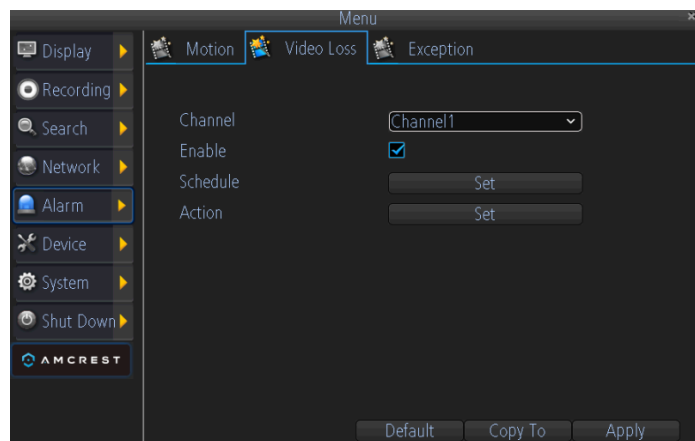 Menu
Display
Recording
Search
Network
Alarm
Device
System
Shut Down
AMCREST
Motion Video Loss Exception
Channel Channel1
Enable
Schedule Set
Action Set
Default Copy To Apply